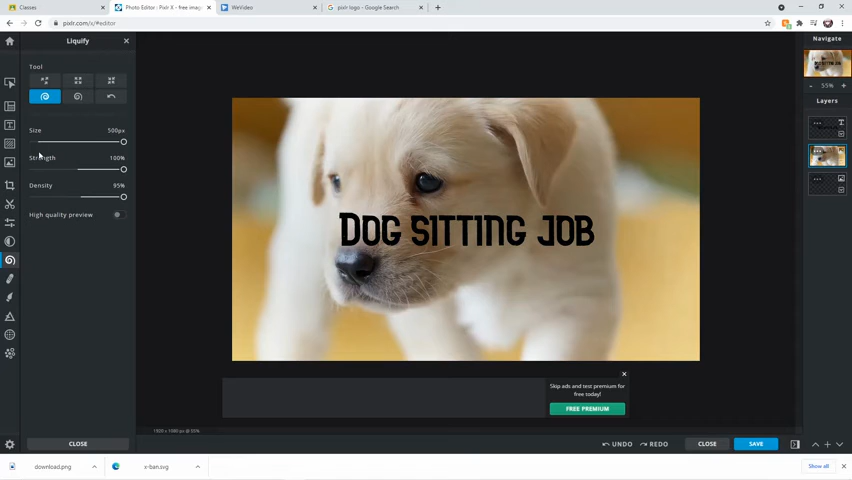 Classes
Photo Editor : Pixlr X - free imag
WeVideo
pixlr logo - Google Search
pixlr.com/x/#editor
Liquify
Navigate
Tool
55%
Layers
Size 500px
Strength 100%
Density 95%
High quality preview
DOG SITTING JOB
Skip ads and test premium for
free today!
FREE PREMIUM
1920 x 1080 px @ 55%
CLOSE
UNDO
REDO
CLOSE
SAVE
download.png
x-ban.svg
Show all